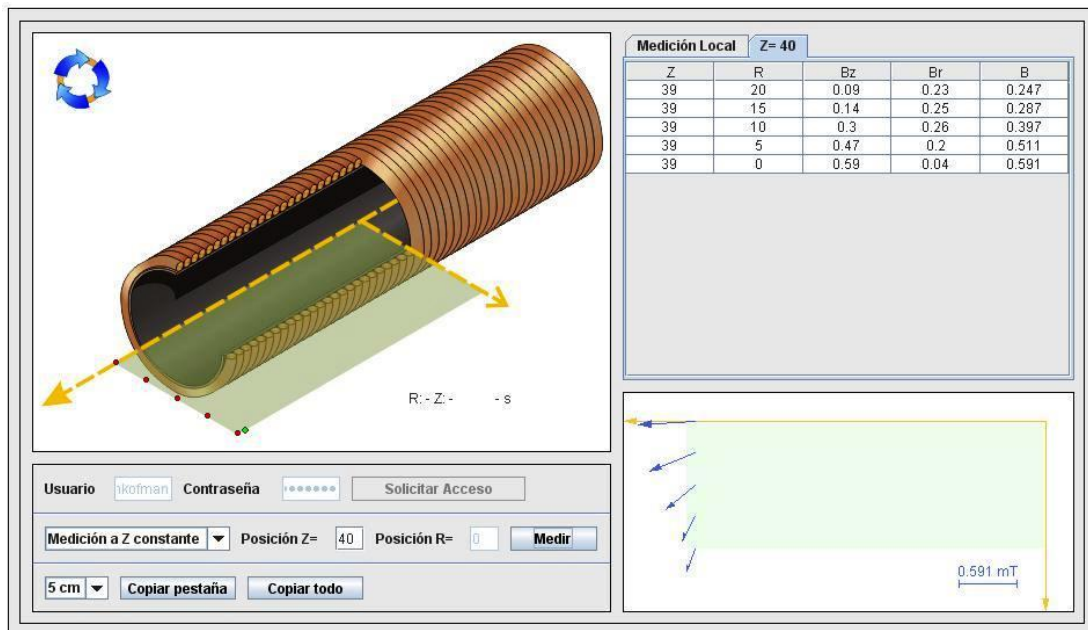 R: - Z: - - s
Medición Local Z= 40
Z R Bz Br B
39 20 0.09 0.23 0.247
39 15 0.14 0.25 0.287
39 10 0.3 0.26 0.397
39 5 0.47 0.2 0.511
39 0 0.59 0.04 0.591
0.591 mT
Usuario nkofman Contraseña Solicitar Acceso
Medición a Z constante Posición Z= 40 Posición R= 0 Medir
5 cm Copiar pestaña Copiar todo